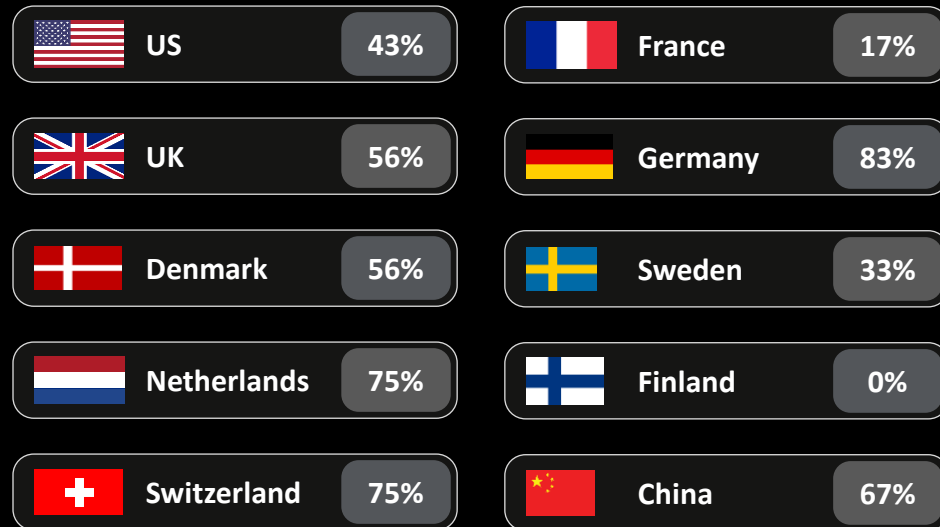 US 43%
France 17%
UK 56%
Germany 83%
Denmark 56%
Sweden 33%
Netherlands 75%
Finland 0%
Switzerland 75%
China 67%